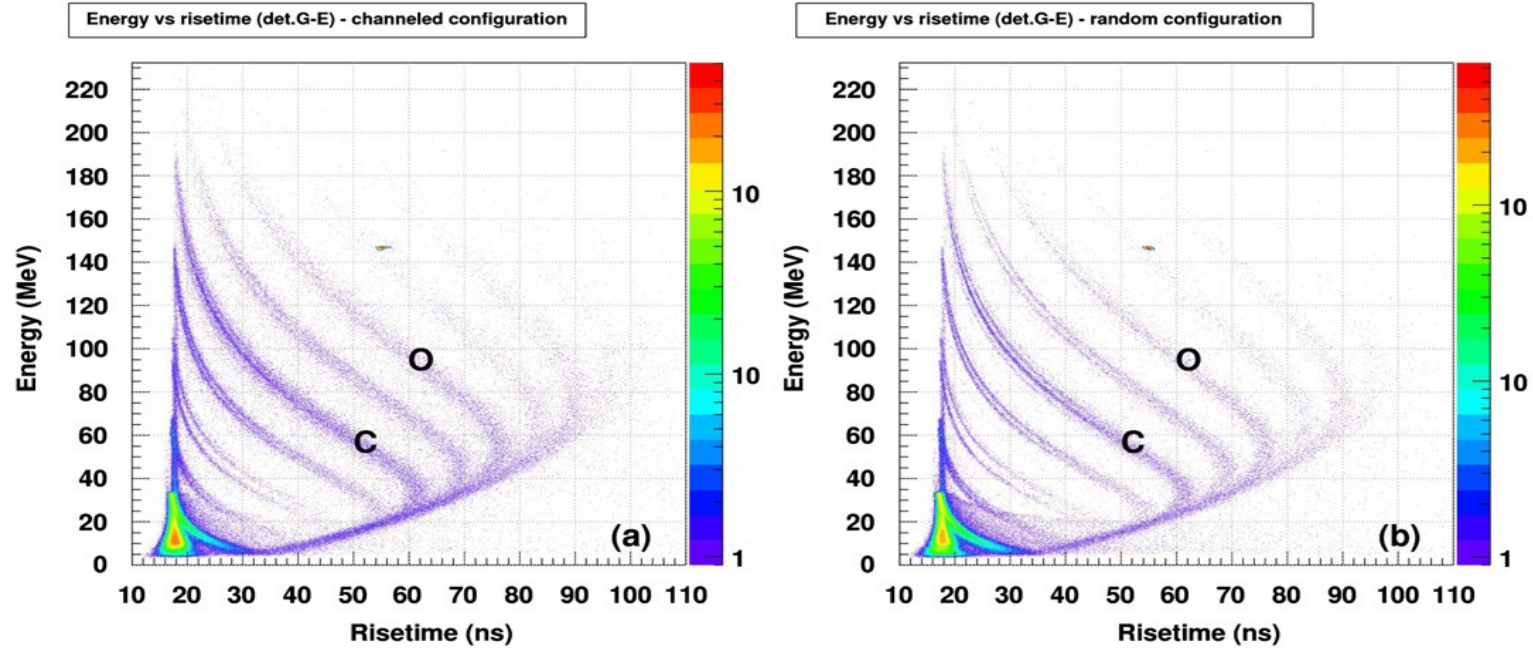 Energy vs risetime (det.G-E) - channeled configuration
Energy (MeV)
220
200
180
160
140
120
100
80
60
40
20
0
O
C
(a)
10
10
1
10 20 30 40 50 60 70 80 90 100 110
Risetime (ns)
Energy vs risetime (det.G-E) - random configuration
Energy (MeV)
220
200
180
160
140
120
100
80
60
40
20
0
O
C
(b)
10
10
1
10 20 30 40 50 60 70 80 90 100 110
Risetime (ns)